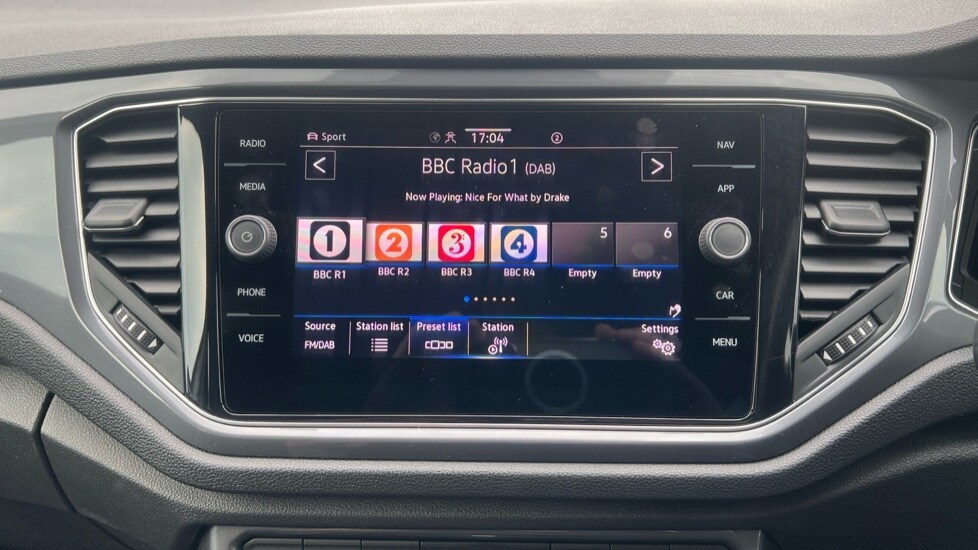 RADIO
MEDIA
PHONE
VOICE
Sport
17:04
2
BBC Radio1 (DAB)
Now Playing: Nice For What by Drake
1 2 3 4 5 6
BBC R1 BBC R2 BBC R3 BBC R4 Empty Empty
Source Station list Preset list Station Settings
FM/DAB
NAV
APP
CAR
MENU